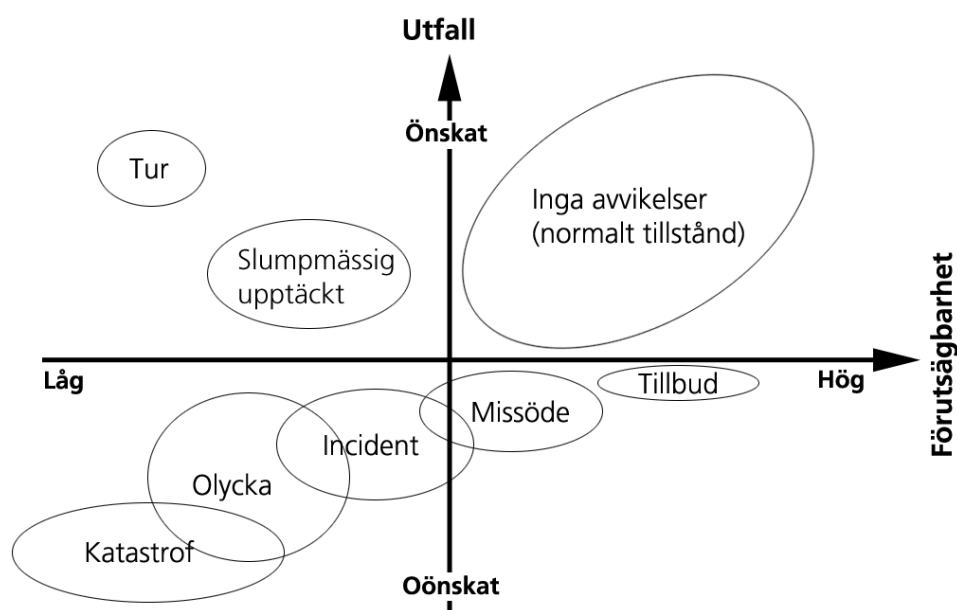 Utfall
Önskat
Tur
Inga avvikelser
(normalt tillstånd)
Slumpmässig
upptäckt
Förutsägbarhet
Låg
Hög
Tillbud
Missöde
Incident
Olycka
Katastrof
Oönskat